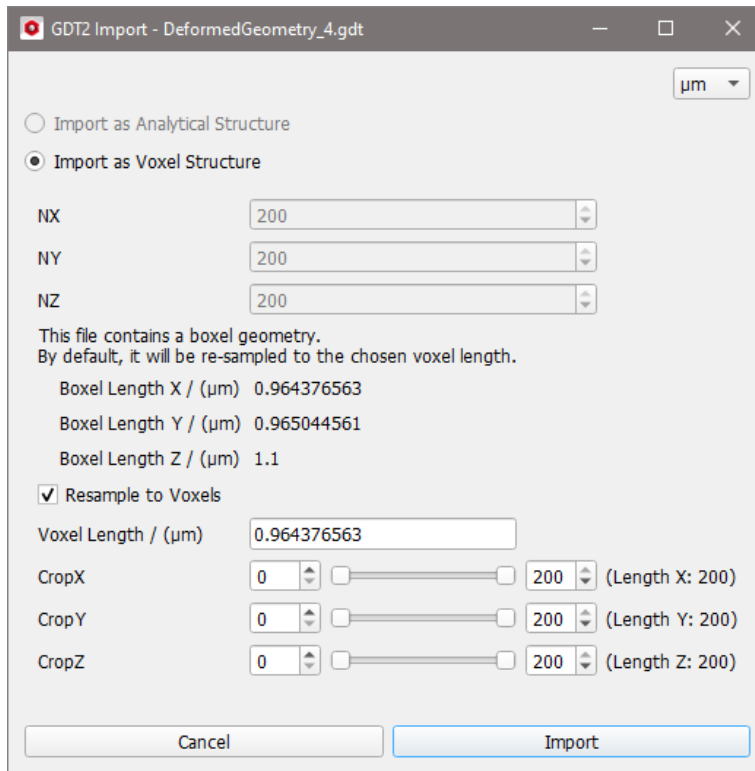 GDT2 Import - DeformedGeometry_4.gdt
µm
Import as Analytical Structure
Import as Voxel Structure
NX 200
NY 200
NZ 200
This file contains a boxel geometry.
By default, it will be re-sampled to the chosen voxel length.
Boxel Length X / (µm) 0.964376563
Boxel Length Y / (µm) 0.965044561
Boxel Length Z / (µm) 1.1
Resample to Voxels
Voxel Length / (µm) 0.964376563
CropX 0 200 (Length X: 200)
CropY 0 200 (Length Y: 200)
CropZ 0 200 (Length Z: 200)
Cancel Import